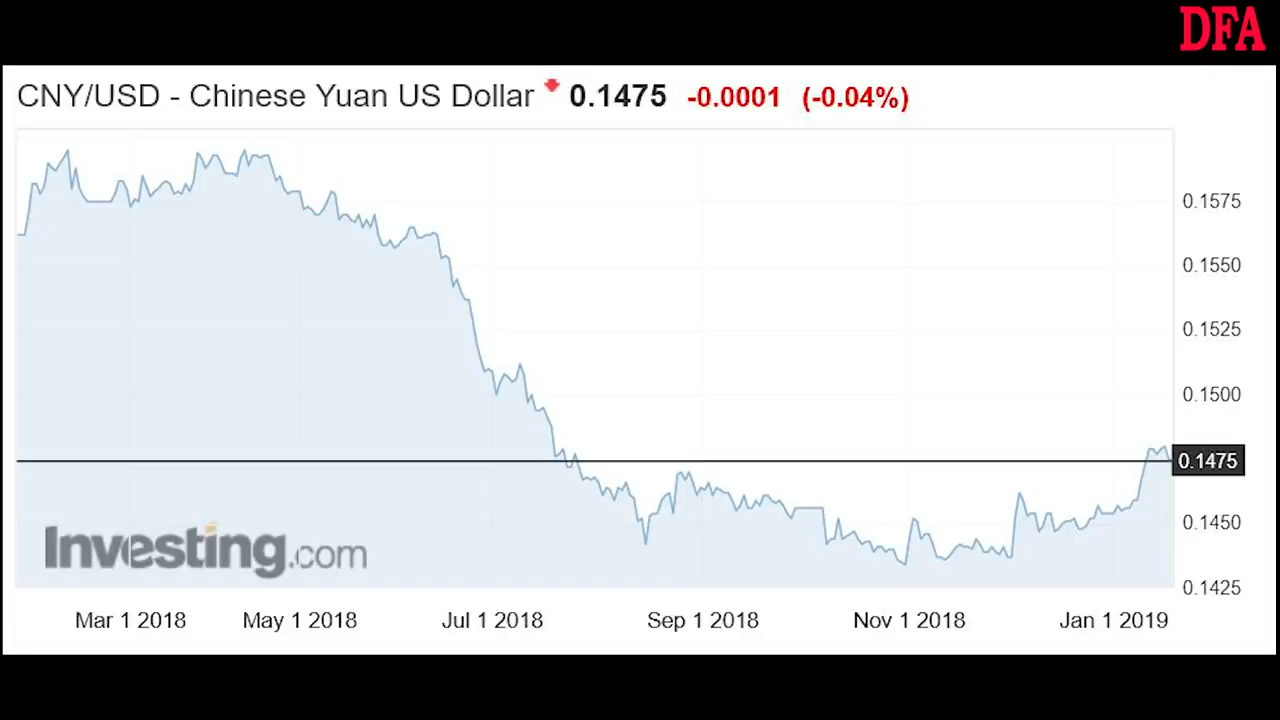 DFA
CNY/USD - Chinese Yuan US Dollar 0.1475 -0.0001 (-0.04%)
0.1575
0.1550
0.1525
0.1500
0.1475
0.1450
0.1425
Investing.com
Mar 1 2018 May 1 2018 Jul 1 2018 Sep 1 2018 Nov 1 2018 Jan 1 2019